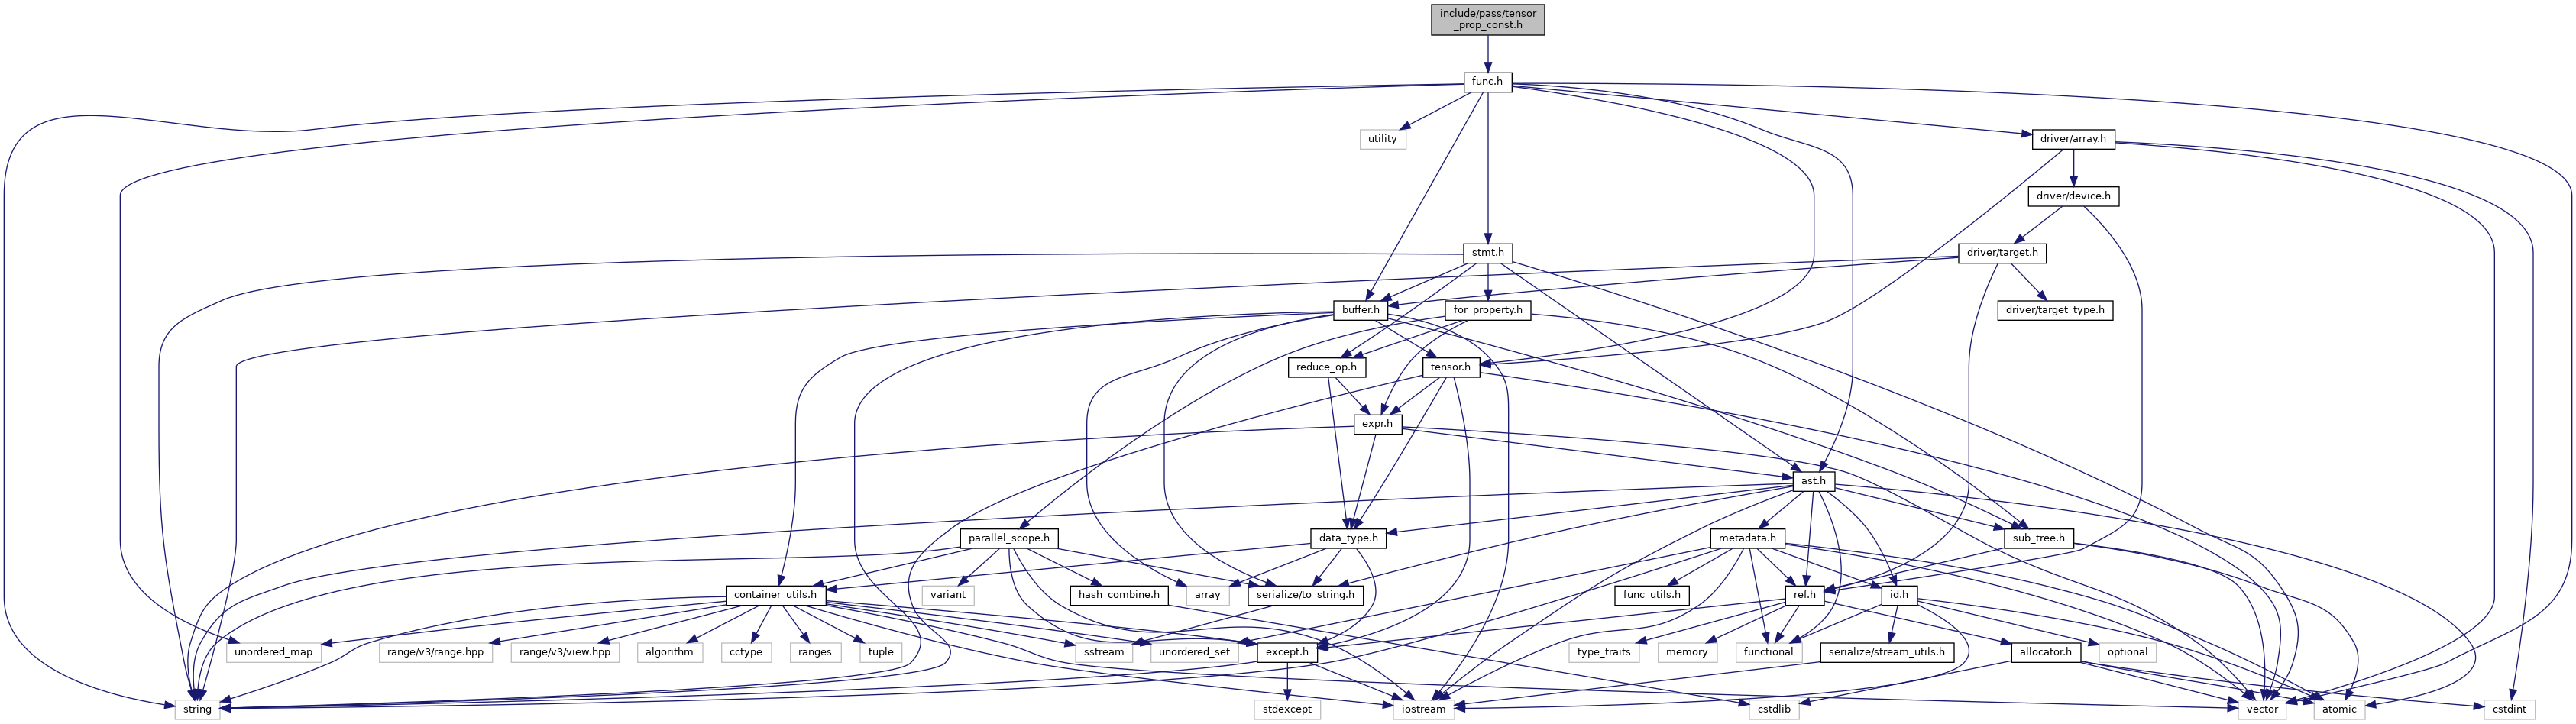 include/pass/tensor
_prop_const.h
func.h
utility
driver/array.h
driver/device.h
stmt.h
driver/target.h
buffer.h
for_property.h
driver/target_type.h
reduce_op.h
tensor.h
expr.h
ast.h
parallel_scope.h
data_type.h
metadata.h
sub_tree.h
container_utils.h
variant
hash_combine.h
array
serialize/to_string.h
func_utils.h
ref.h
id.h
unordered_map
range/v3/range.hpp
range/v3/view.hpp
algorithm
cctype
ranges
tuple
sstream
unordered_set
except.h
type_traits
memory
functional
serialize/stream_utils.h
allocator.h
optional
string
stdexcept
iostream
cstdlib
vector
atomic
cstdint